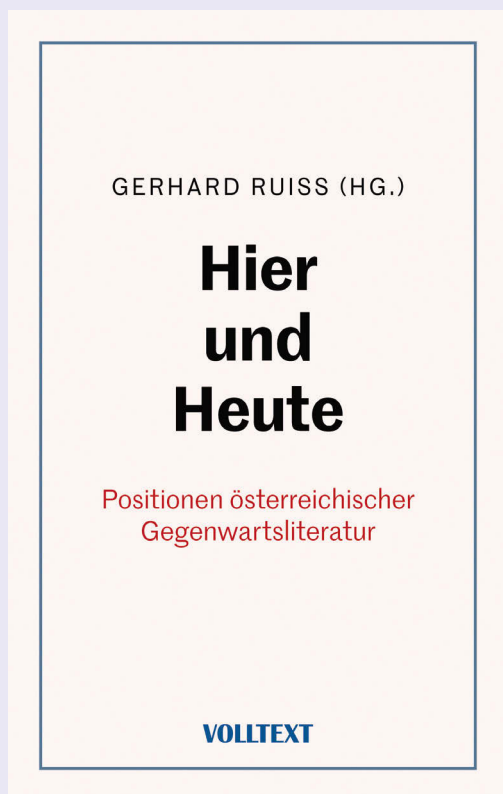 GERHARD RUISS (HG.)
Hier
und
Heute
Positionen österreichischer
Gegenwartsliteratur
VOLLTEXT